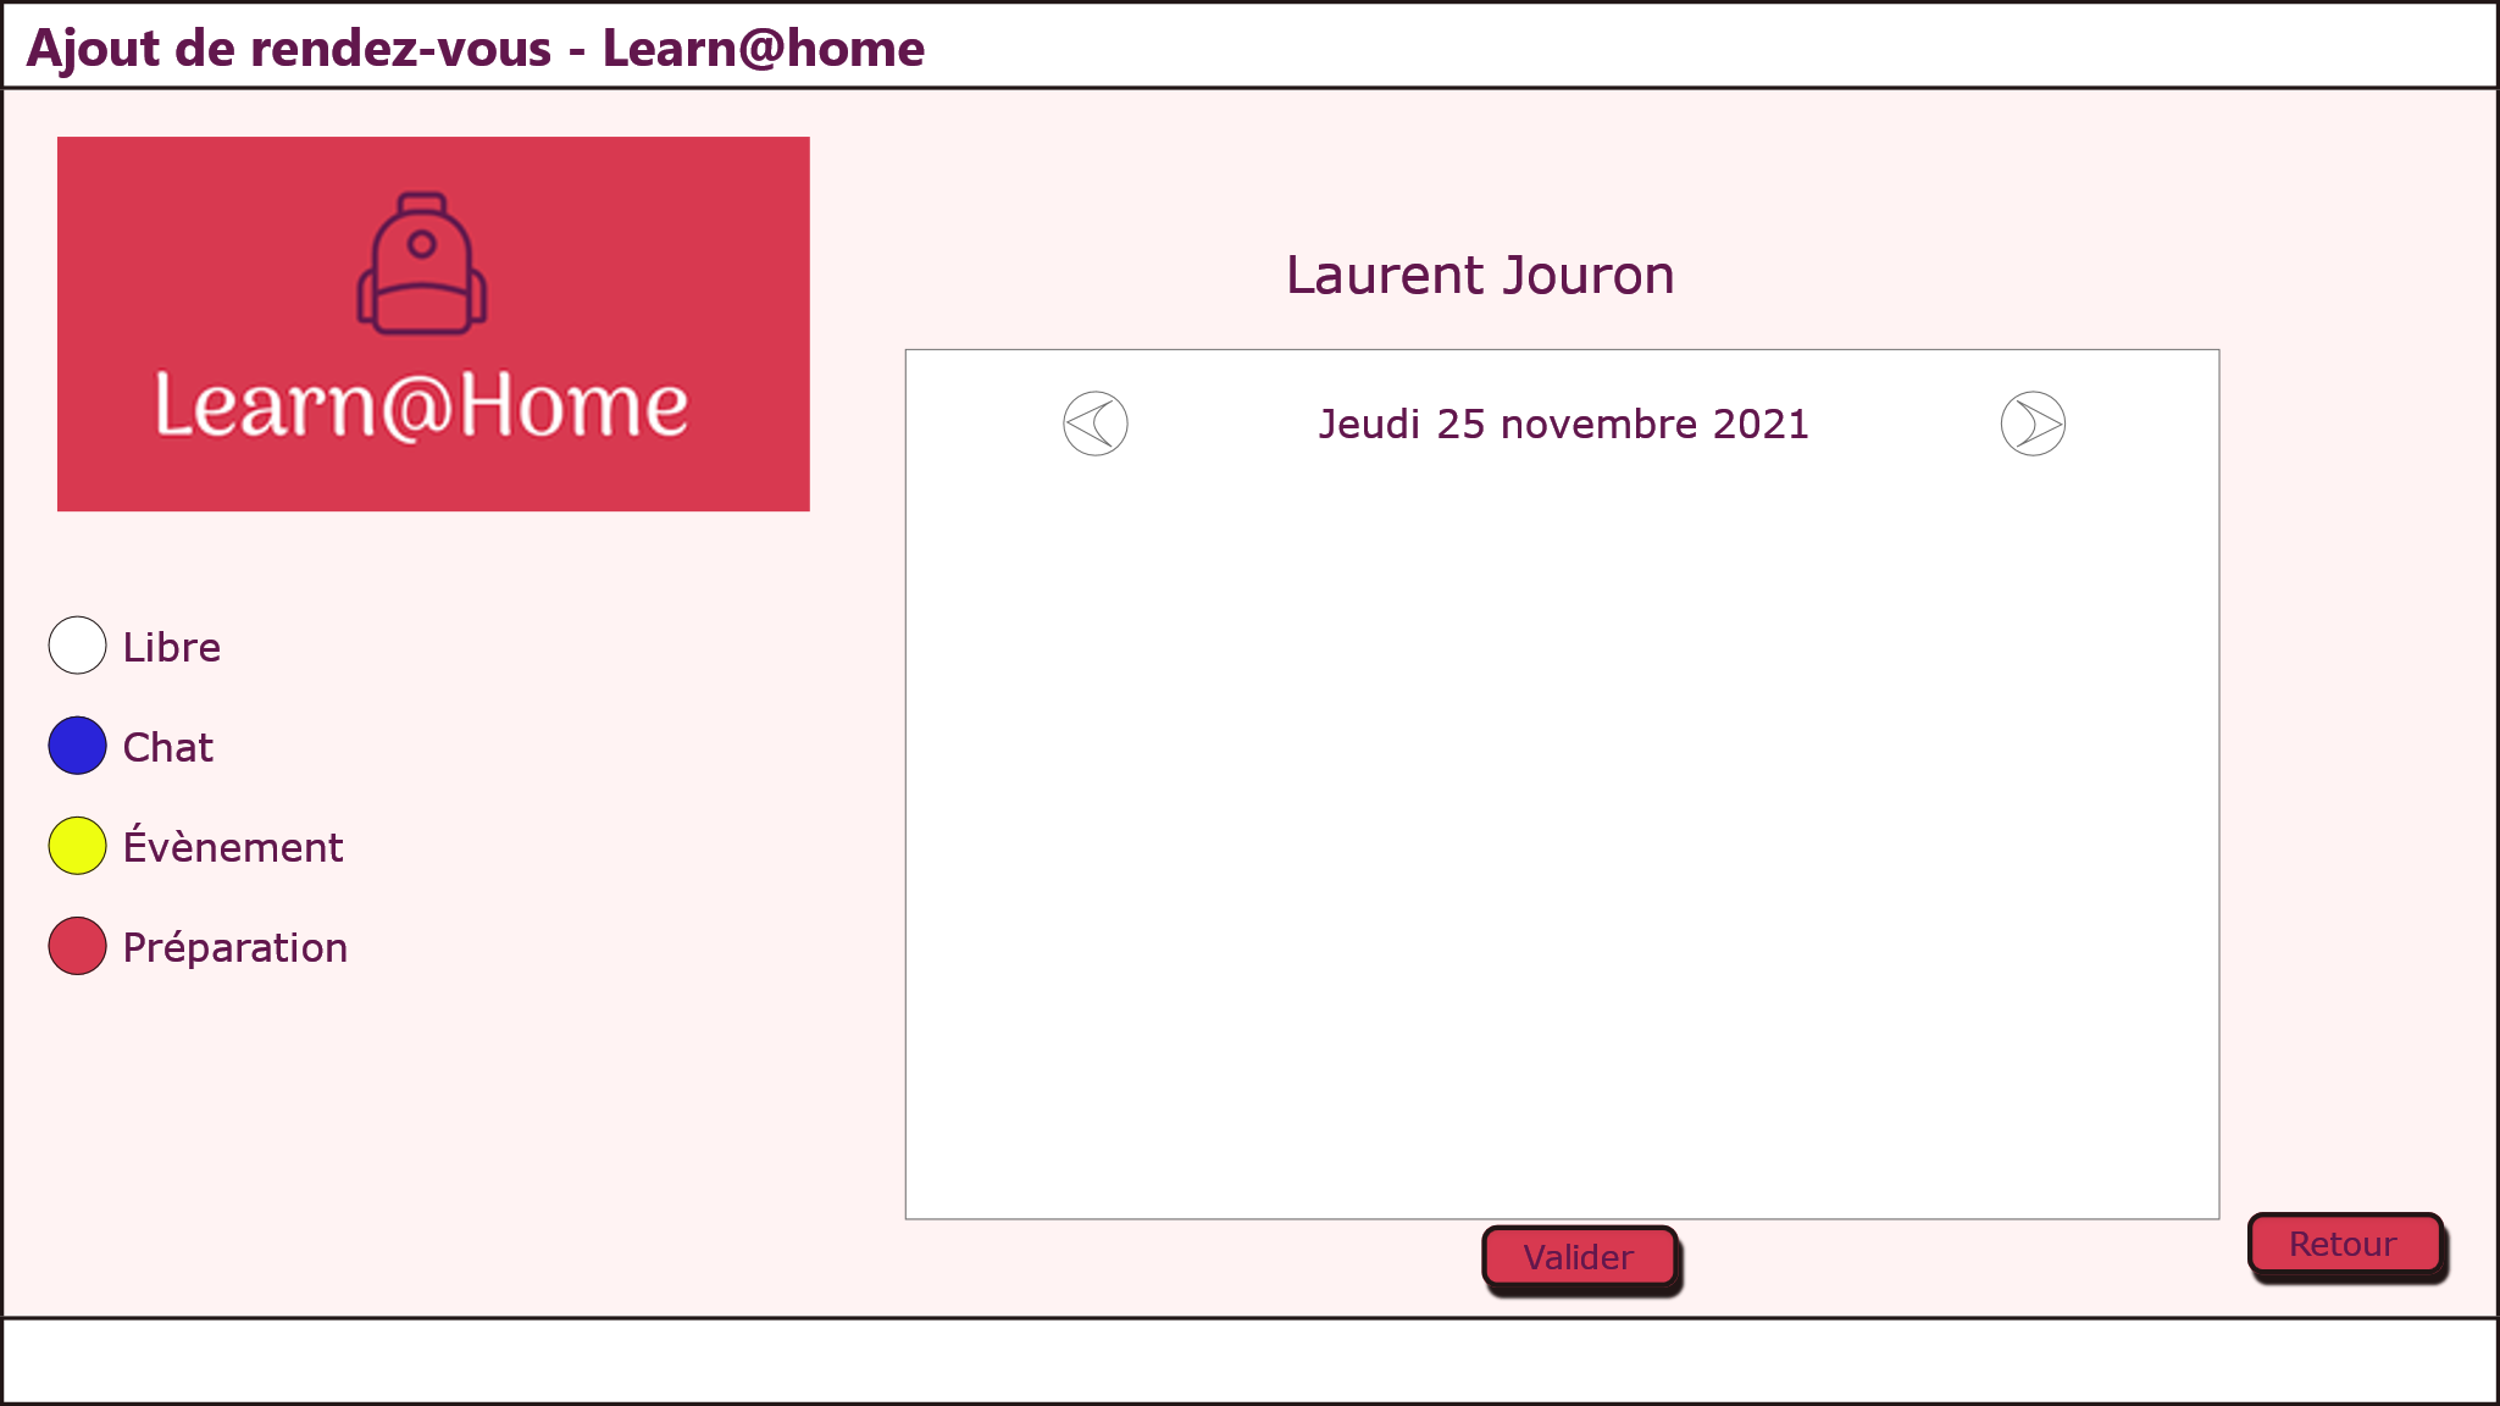 Ajout de rendez-vous - Learn@home
Learn@Home
Laurent Jouron
Jeudi 25 novembre 2021
Libre
Chat
Évènement
Préparation
Valider
Retour